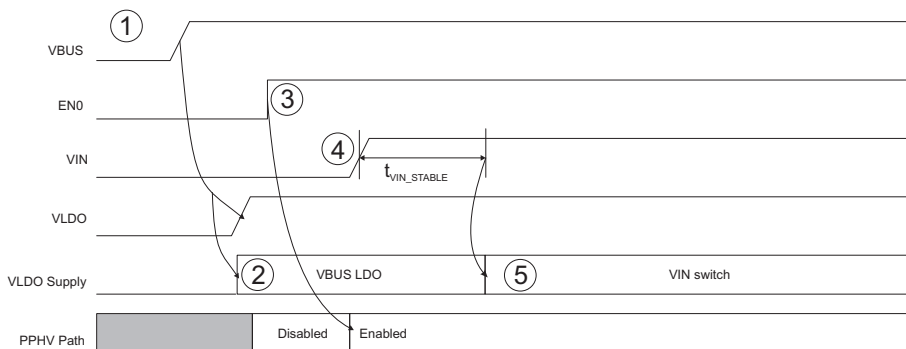 1
VBUS
EN0
3
VIN
4
tVIN_STABLE
VLDO
VLDO Supply
2
VBUS LDO
5
VIN switch
PPHV Path
Disabled
Enabled